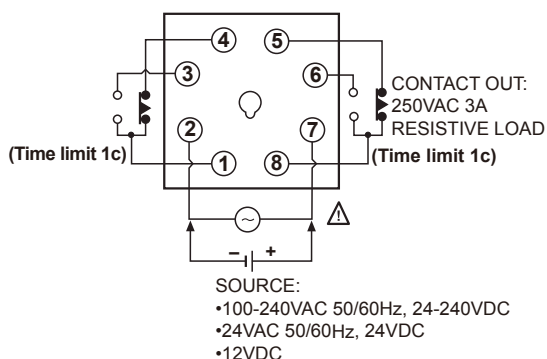 4
5
3
6
CONTACT OUT:
250VAC 3A
RESISTIVE LOAD
2
7
(Time limit 1c)
1
8
(Time limit 1c)
~
!
− +
SOURCE:
•100-240VAC 50/60Hz, 24-240VDC
•24VAC 50/60Hz, 24VDC
•12VDC